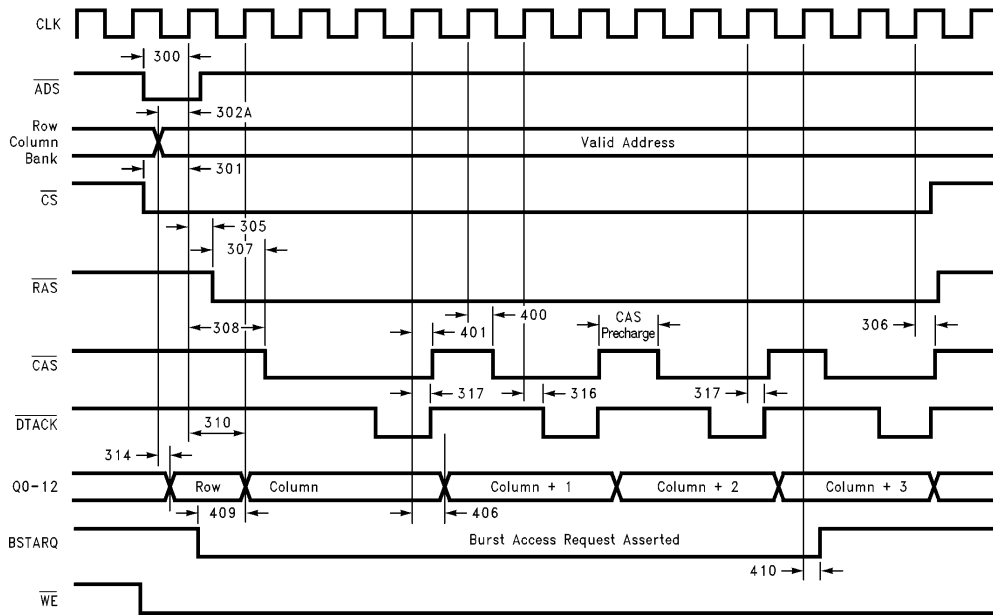 CLK
300
ADS
302A
Row
Column
Bank
Valid Address
301
CS
305
307
RAS
308
400
401
CAS
Precharge
306
CAS
317
316
317
DTACK
310
314
Q0-12
Row
Column
Column + 1
Column + 2
Column + 3
409
406
BSTARQ
Burst Access Request Asserted
410
WE